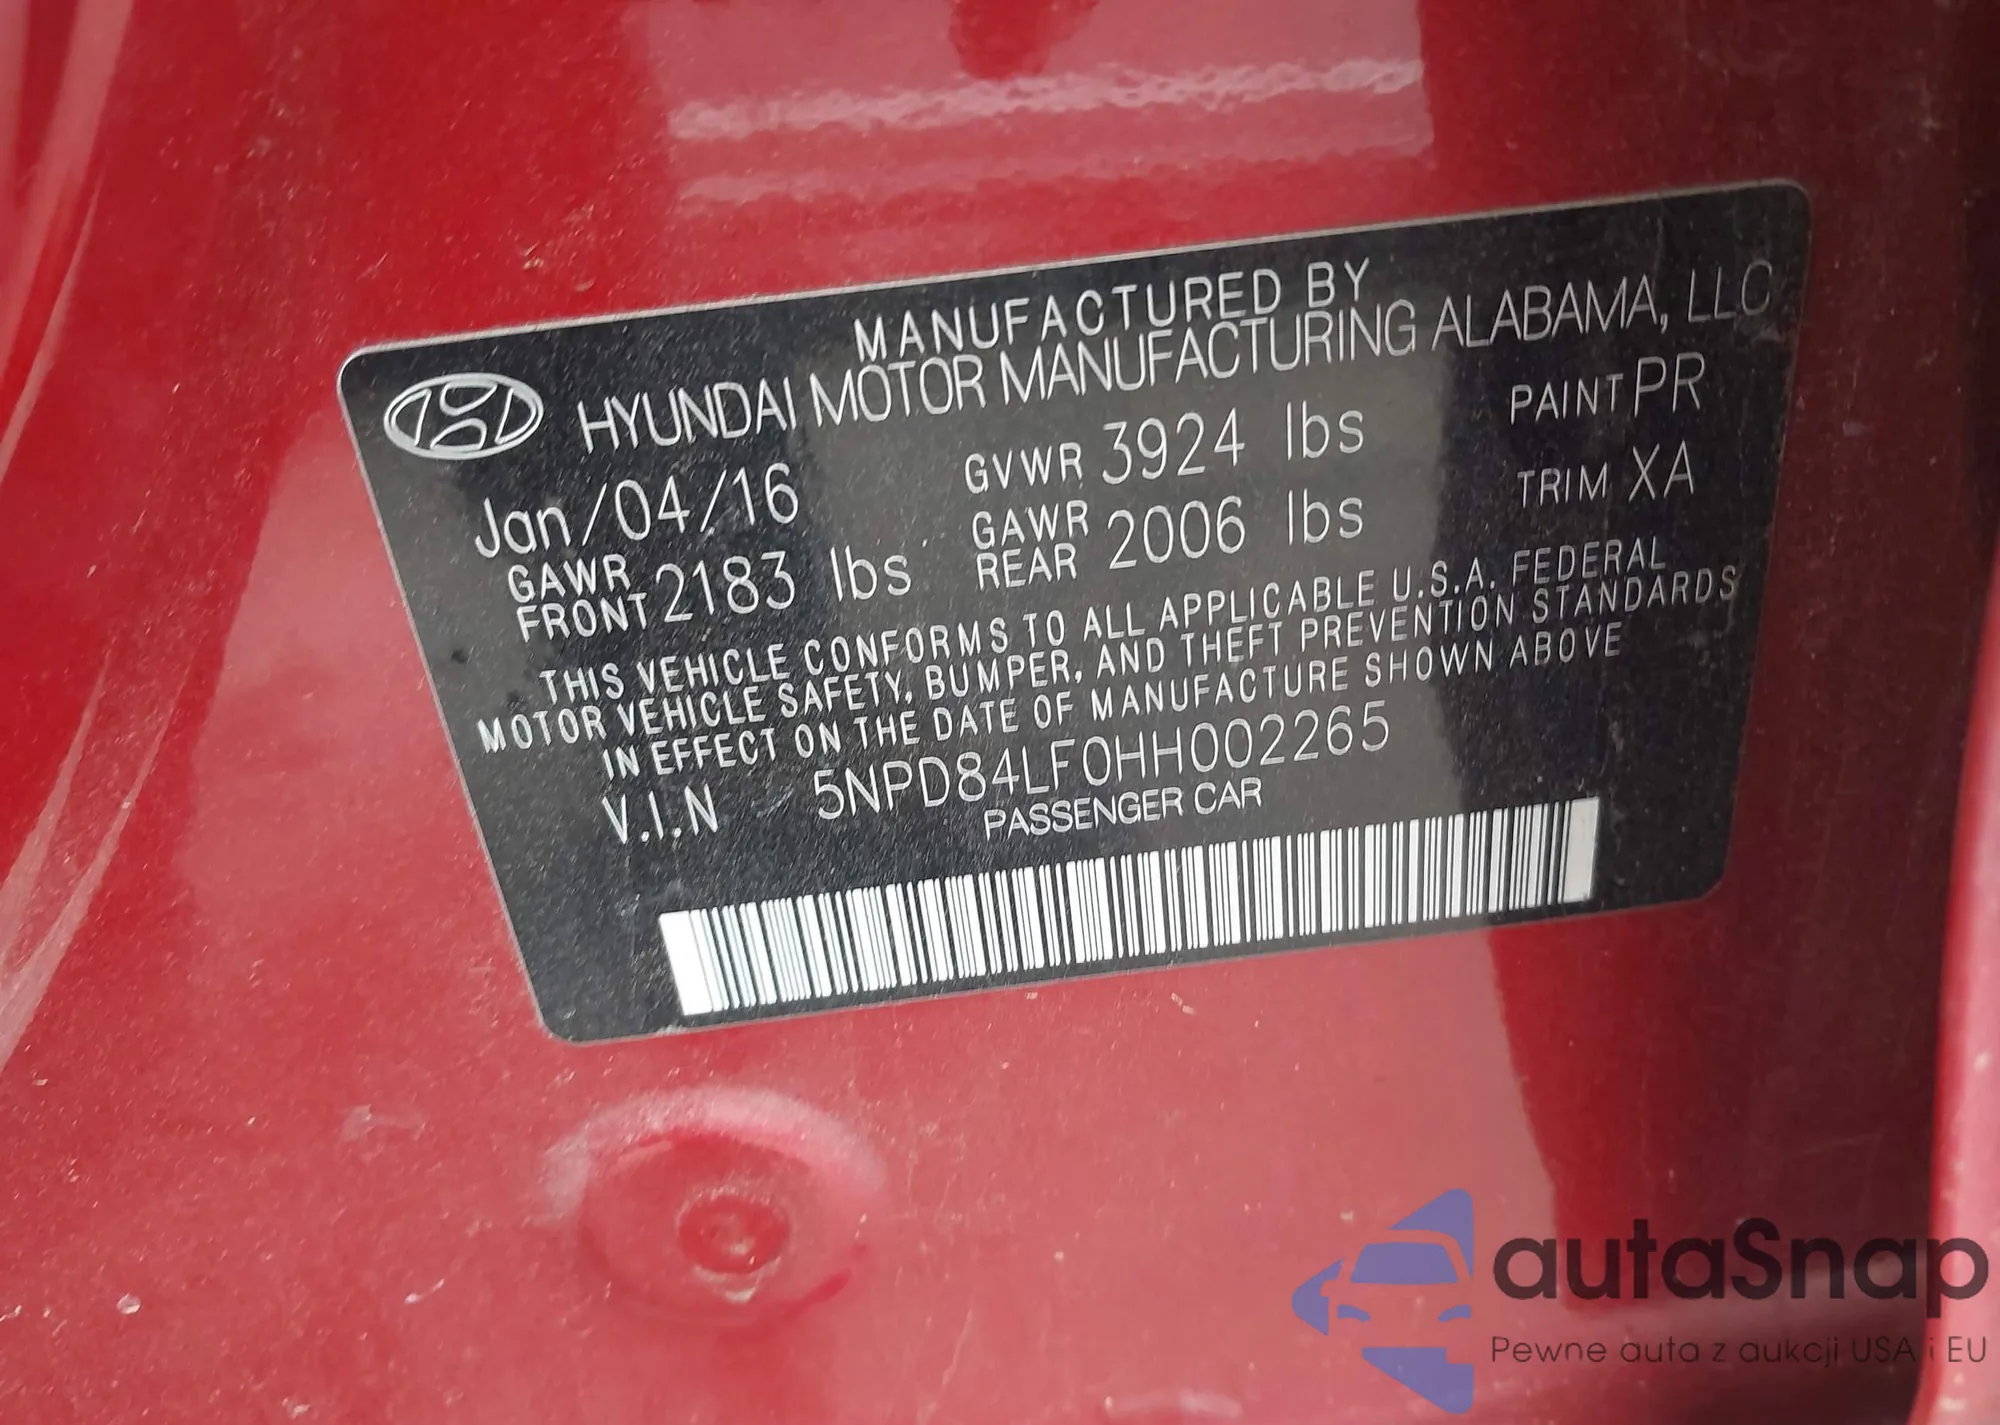 MANUFACTURED BY
HYUNDAI MOTOR MANUFACTURING ALABAMA, LLC
Jan/04/16 GVWR 3924 lbs PAINT PR
GAWR FRONT 2183 lbs GAWR REAR 2006 lbs TRIM XA
THIS VEHICLE CONFORMS TO ALL APPLICABLE U.S.A. FEDERAL
MOTOR VEHICLE SAFETY, BUMPER, AND THEFT PREVENTION STANDARDS
IN EFFECT ON THE DATE OF MANUFACTURE SHOWN ABOVE
V.I.N 5NPD84LF0HH002265
PASSENGER CAR
autaSnap
Pewne auta z aukcji USA i EU